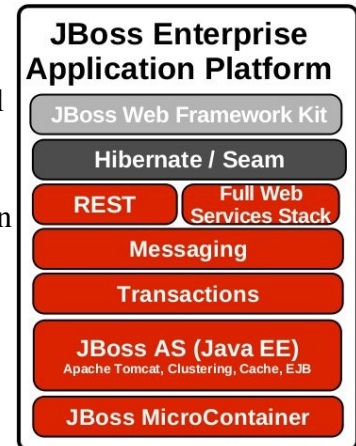 JBoss Enterprise
Application Platform
l
JBoss Web Framework Kit
Hibernate / Seam
REST
Full Web
Services Stack
n
Messaging
Transactions
JBoss AS (Java EE)
Apache Tomcat, Clustering, Cache, EJB
JBoss MicroContainer